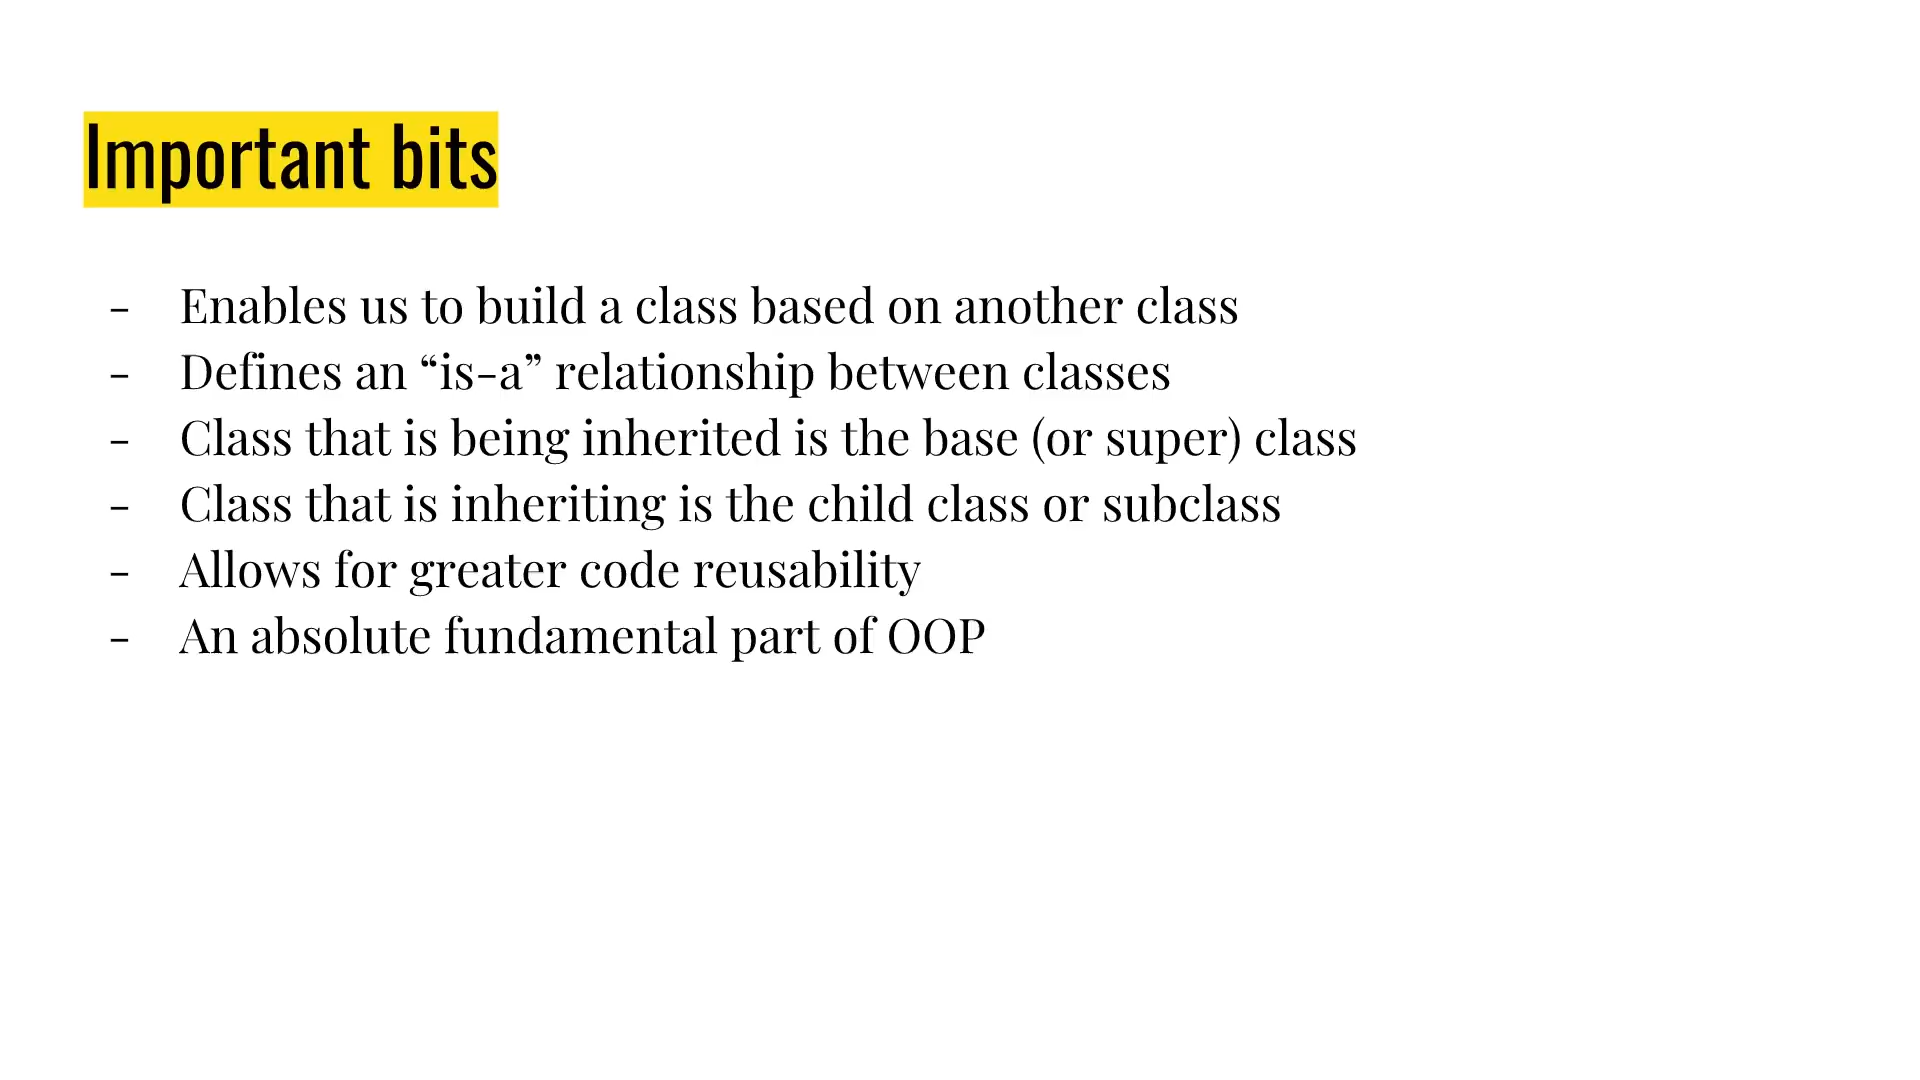 Important bits
- Enables us to build a class based on another class
- Defines an “is-a” relationship between classes
- Class that is being inherited is the base (or super) class
- Class that is inheriting is the child class or subclass
- Allows for greater code reusability
- An absolute fundamental part of OOP